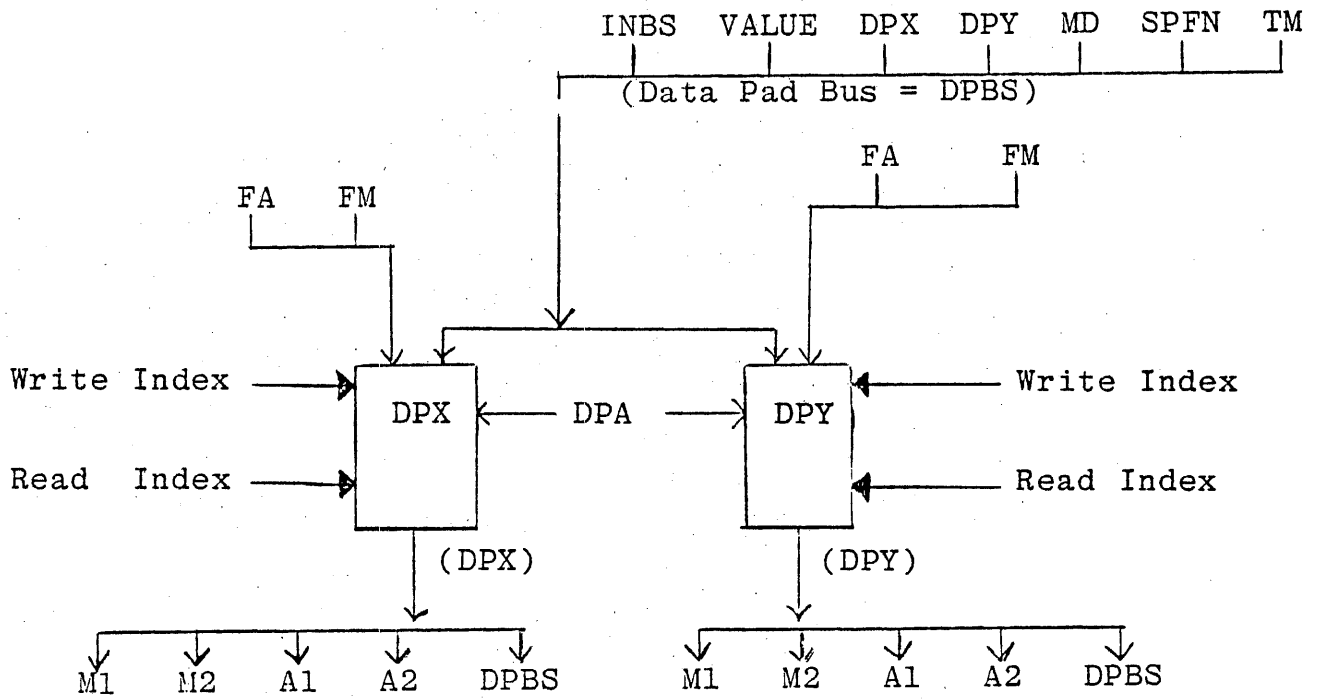 INBS VALUE DPX DPY MD SPFN TM
(Data Pad Bus = DPBS)
FA FM
FA FM
Write Index
DPX
DPA
DPY
Write Index
Read Index
Read Index
(DPX)
(DPY)
M1 M2 A1 A2 DPBS
M1 M2 A1 A2 DPBS